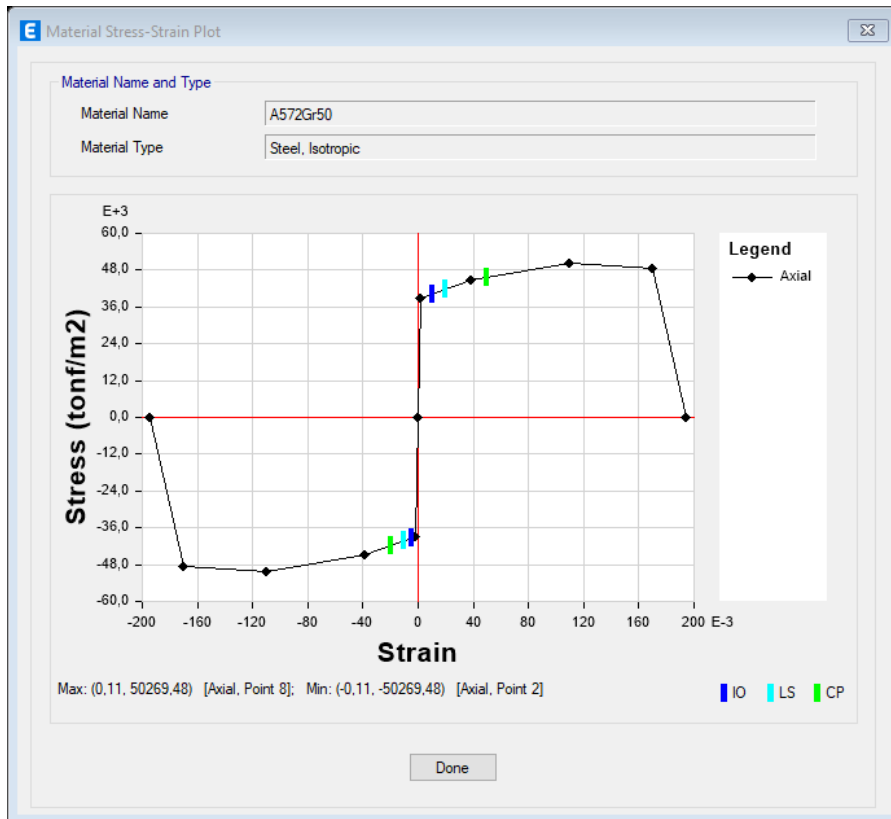 E Material Stress-Strain Plot
Material Name and Type
Material Name A572Gr50
Material Type Steel, Isotropic
E+3
60,0
48,0
36,0
24,0
12,0
0,0
-12,0
-24,0
-36,0
-48,0
-60,0
Stress (tonf/m2)
-200 -160 -120 -80 -40 0 40 80 120 160 200 E-3
Strain
Legend
Axial
Max: (0,11, 50269,48) [Axial, Point 8]; Min: (-0,11, -50269,48) [Axial, Point 2]
IO LS CP
Done